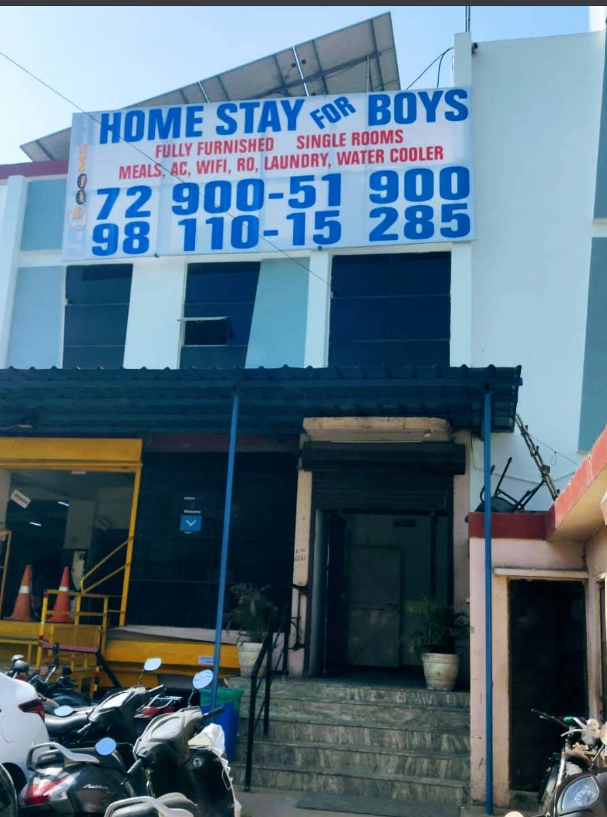 HOME STAY FOR BOYS
FULLY FURNISHED SINGLE ROOMS
MEALS, AC, WIFI, RO, LAUNDRY, WATER COOLER
72 900-51 900
98 110-15 285
Welcome